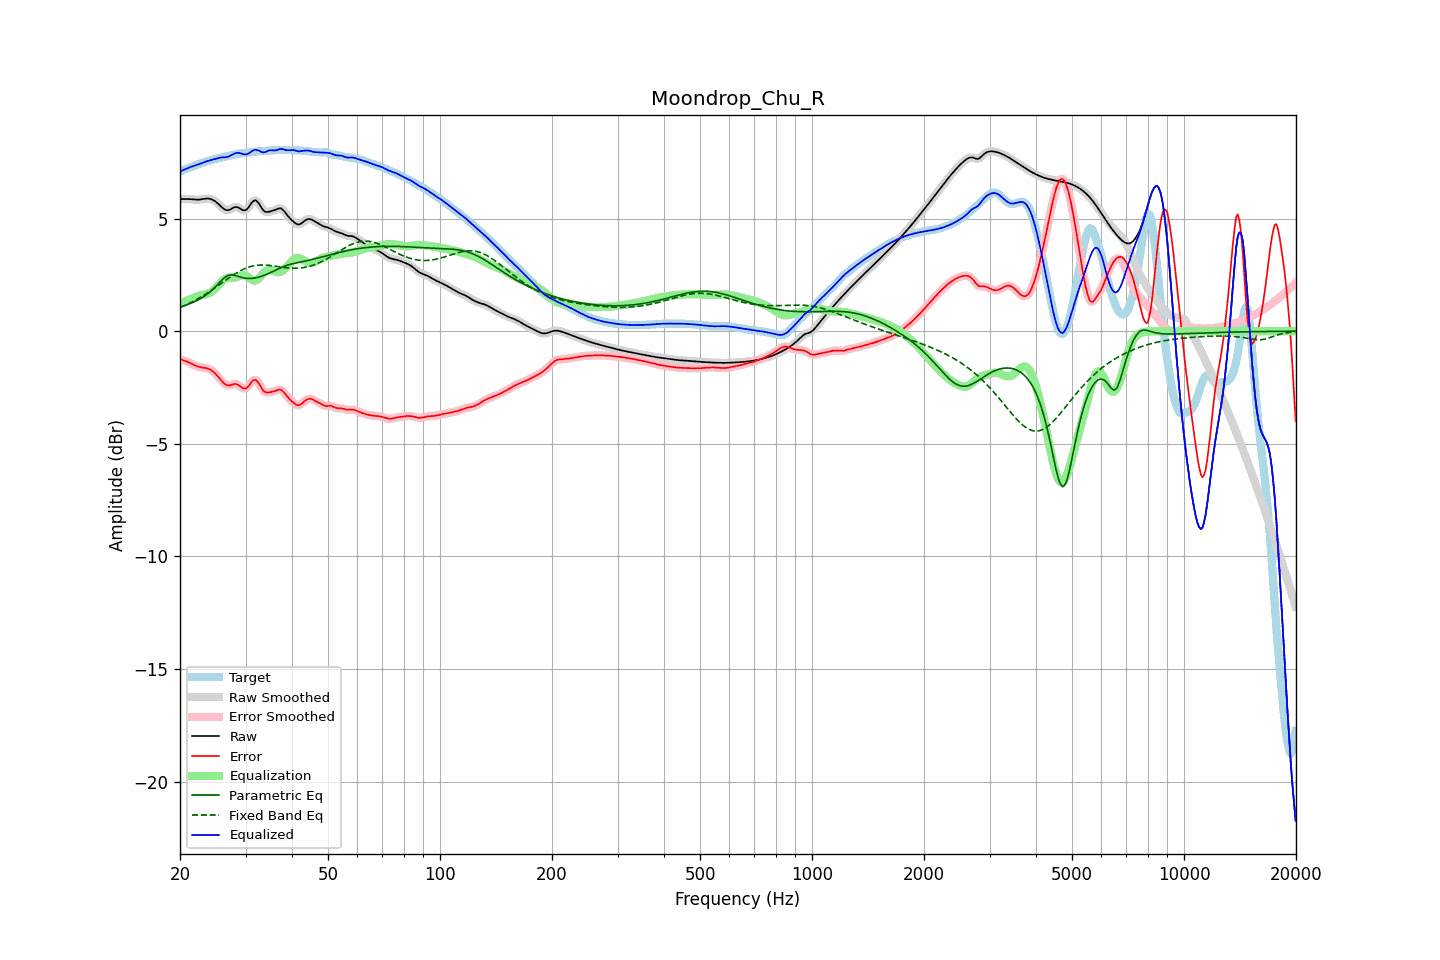 Moondrop_Chu_R
Amplitude (dBr)
5
0
−5
−10
−15
−20
Target
Raw Smoothed
Error Smoothed
Raw
Error
Equalization
Parametric Eq
Fixed Band Eq
Equalized
20 50 100 200 500 1000 2000 5000 10000 20000
Frequency (Hz)